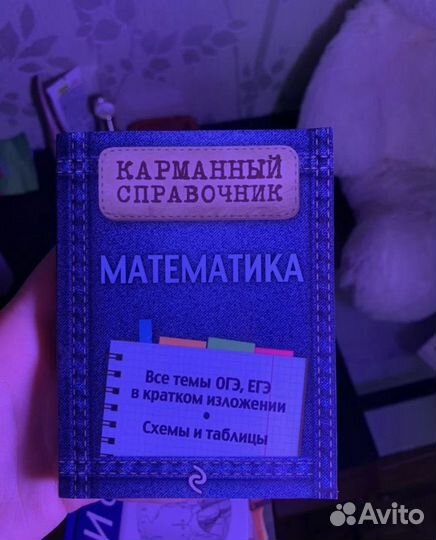 КАРМАННЫЙ
СПРАВОЧНИК
МАТЕМАТИКА
Все темы ОГЭ, ЕГЭ
в кратком изложении
•
Схемы и таблицы
Avito